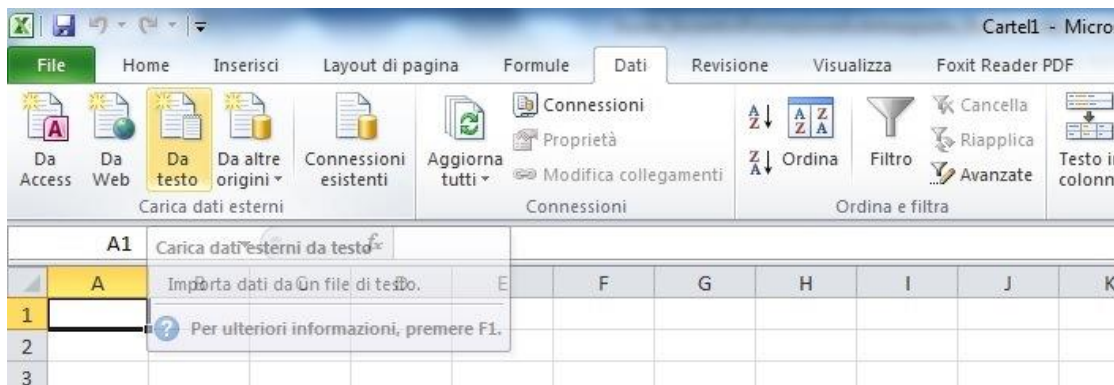 Cartel1 - Micro
File Home Inserisci Layout di pagina Formule Dati Revisione Visualizza Foxit Reader PDF
Da Access
Da Web
Da testo
Da altre origini
Connessioni esistenti
Carica dati esterni
Aggiorna tutti
Connessioni
Proprietà
Modifica collegamenti
Connessioni
A Z
Z A
A Z Z A
Ordina
Filtro
Cancella
Riapplica
Avanzate
Ordina e filtra
Testo in
colonn
A1
fx
Carica dati esterni da testo
Importa dati da un file di testo.
Per ulteriori informazioni, premere F1.
A B C D E F G H I J K
1
2
3